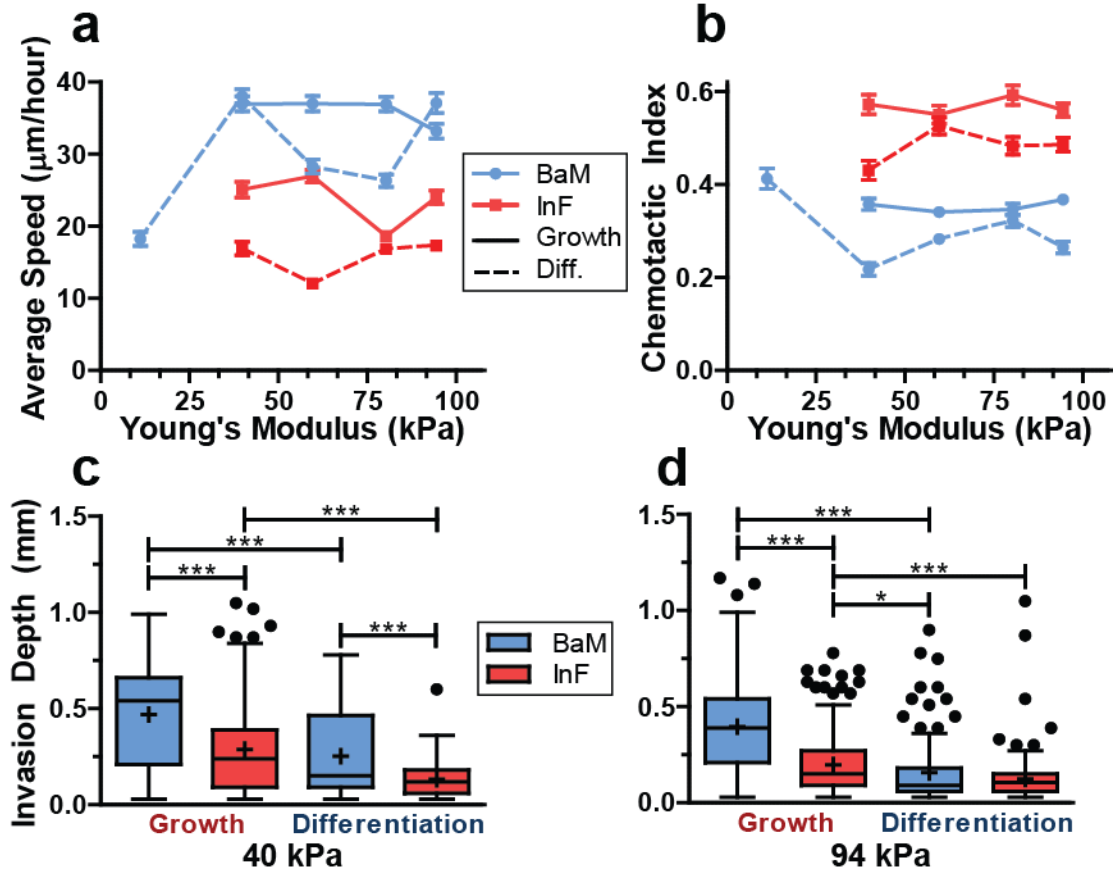 a
Average Speed (μm/hour)
40
30
20
10
0
0 25 50 75 100
Young's Modulus (kPa)
BaM
InF
Growth
Diff.
b
Chemotactic Index
0.6
0.4
0.2
0.0
0 25 50 75 100
Young's Modulus (kPa)
c
Invasion Depth (mm)
1.5
1.0
0.5
0.0
***
***
***
***
Growth Differentiation
40 kPa
BaM
InF
d
1.5
1.0
0.5
0.0
***
***
***
*
Growth Differentiation
94 kPa